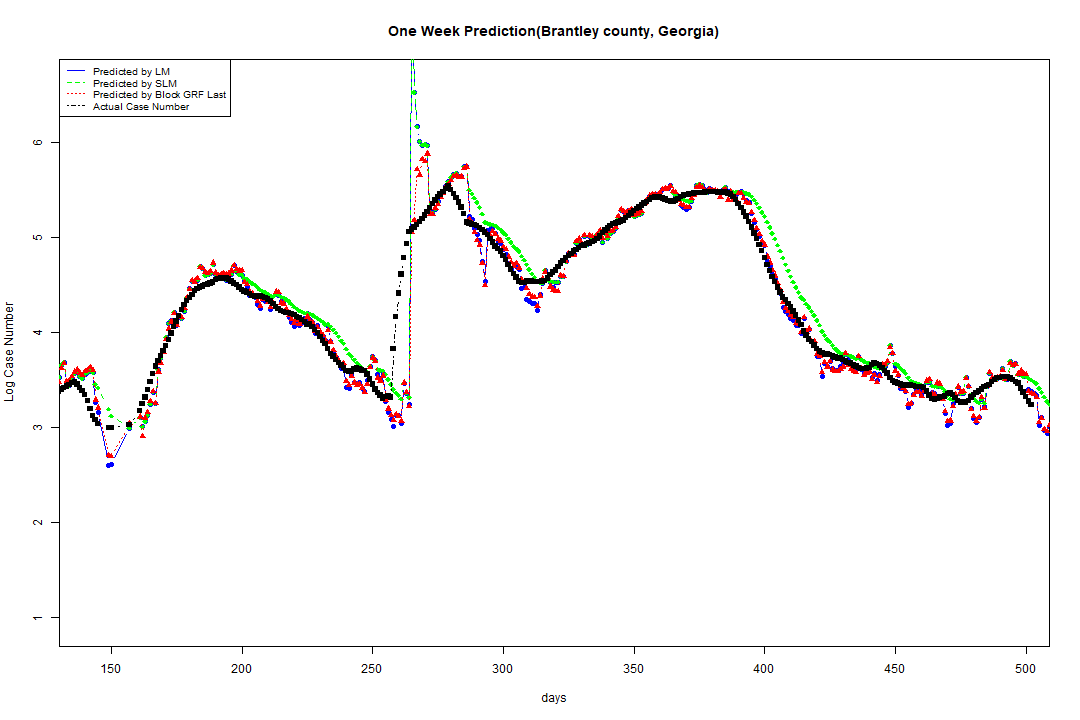 One Week Prediction(Brantley county, Georgia)
Predicted by LM
Predicted by SLM
Predicted by Block GRF Last
Actual Case Number
Log Case Number
6
5
4
3
2
1
150 200 250 300 350 400 450 500
days